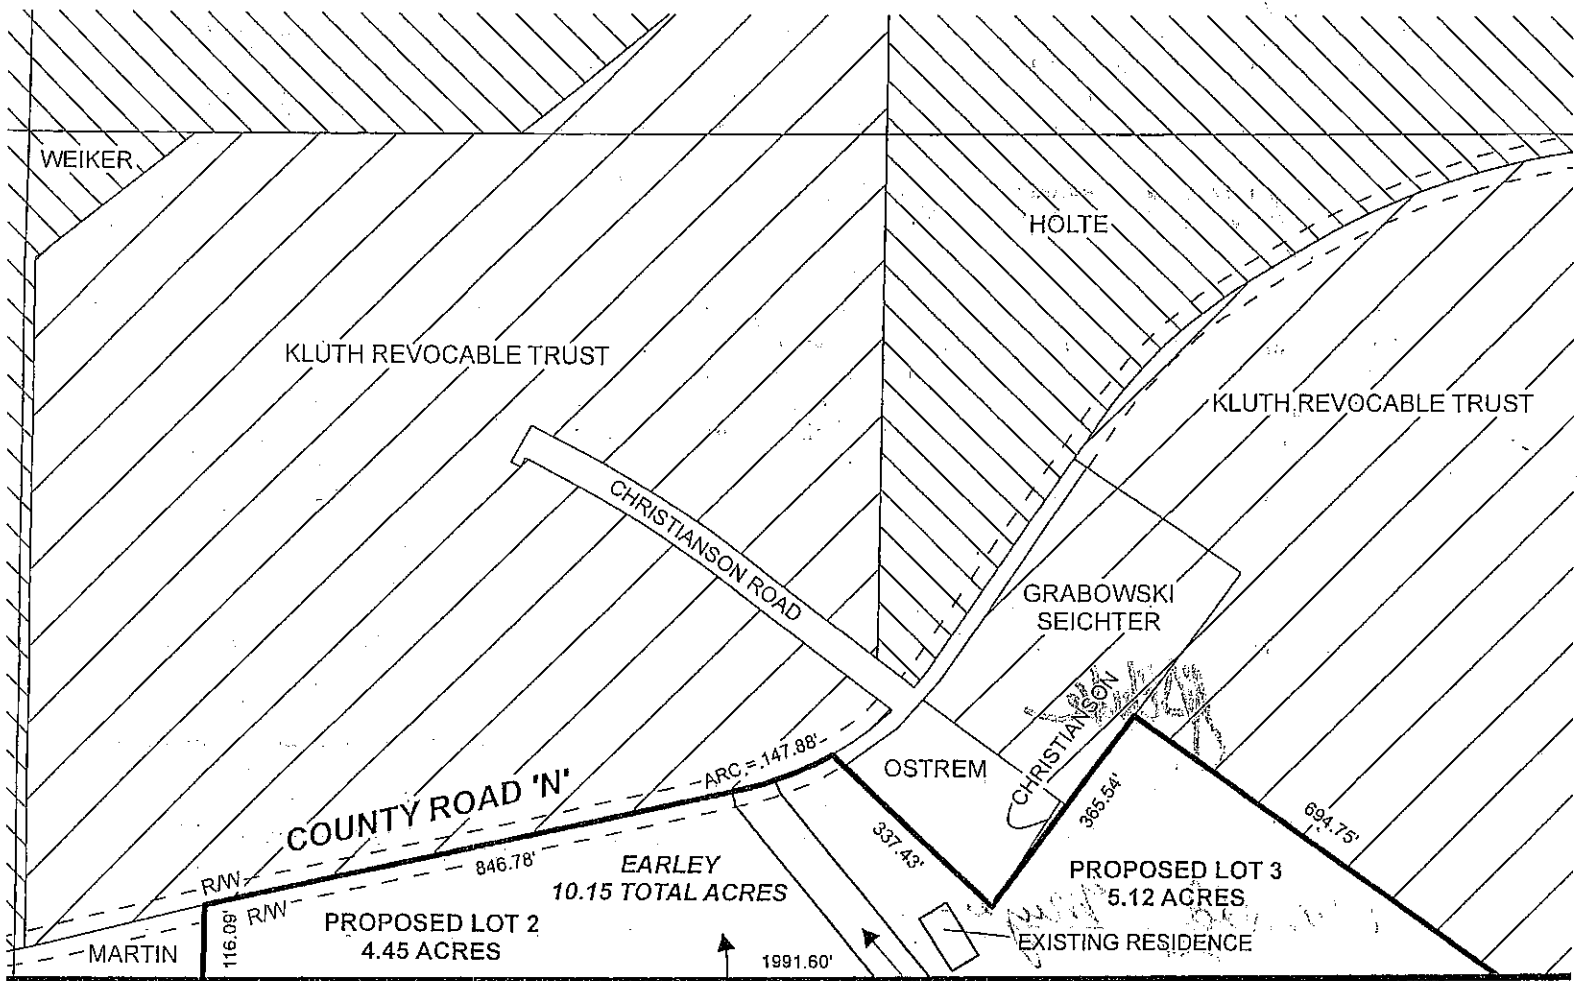 WEIKER
HOLTE
KLUTH REVOCABLE TRUST
KLUTH REVOCABLE TRUST
CHRISTIANSON ROAD
GRABOWSKI
SEICHTER
CHRISTIANSON
OSTREM
ARC = 147.88'
COUNTY ROAD 'N'
846.78'
337.43'
365.54'
694.75'
R/W
R/W
EARLEY
10.15 TOTAL ACRES
PROPOSED LOT 3
5.12 ACRES
116.09'
PROPOSED LOT 2
4.45 ACRES
MARTIN
EXISTING RESIDENCE
1991.60'